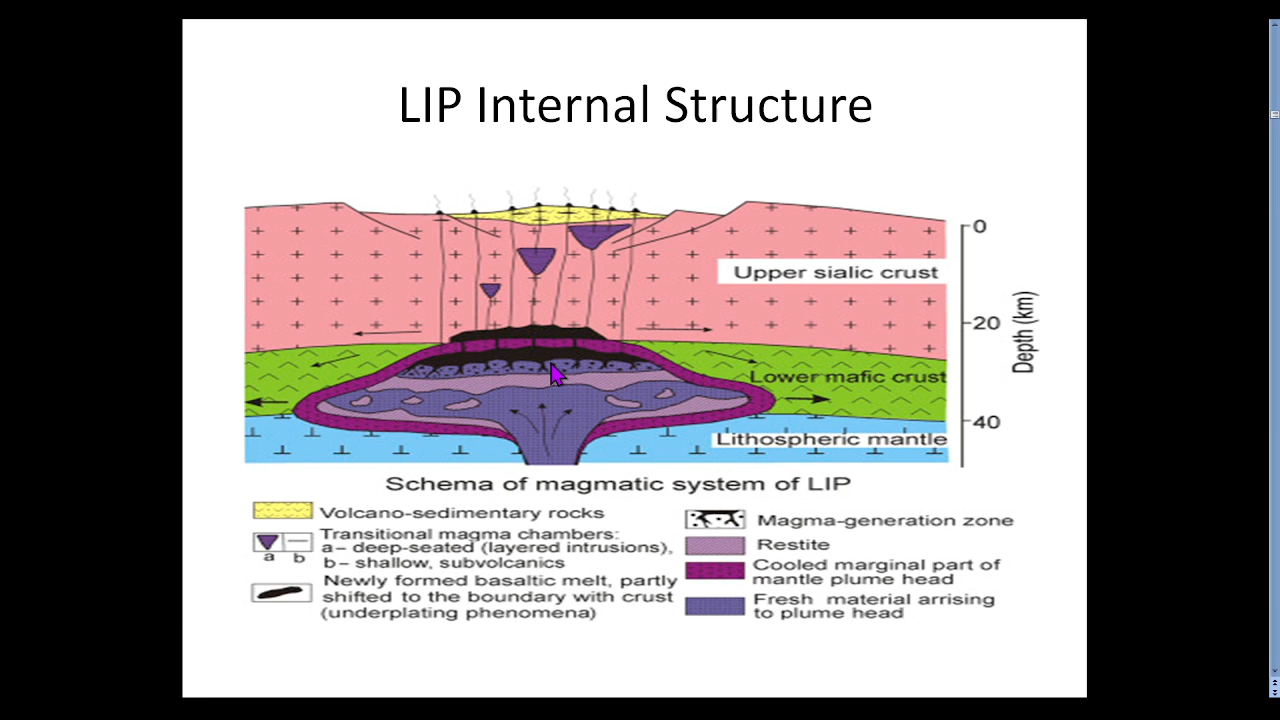 LIP Internal Structure
0
Upper sialic crust
20
Depth (km)
Lower mafic crust
40
Lithospheric mantle
Schema of magmatic system of LIP
Volcano-sedimentary rocks
Transitional magma chambers:
a– deep-seated (layered intrusions),
b– shallow, subvolcanics
a b
Newly formed basaltic melt, partly
shifted to the boundary with crust
(underplating phenomena)
Magma-generation zone
Restite
Cooled marginal part of
mantle plume head
Fresh material arrising
to plume head